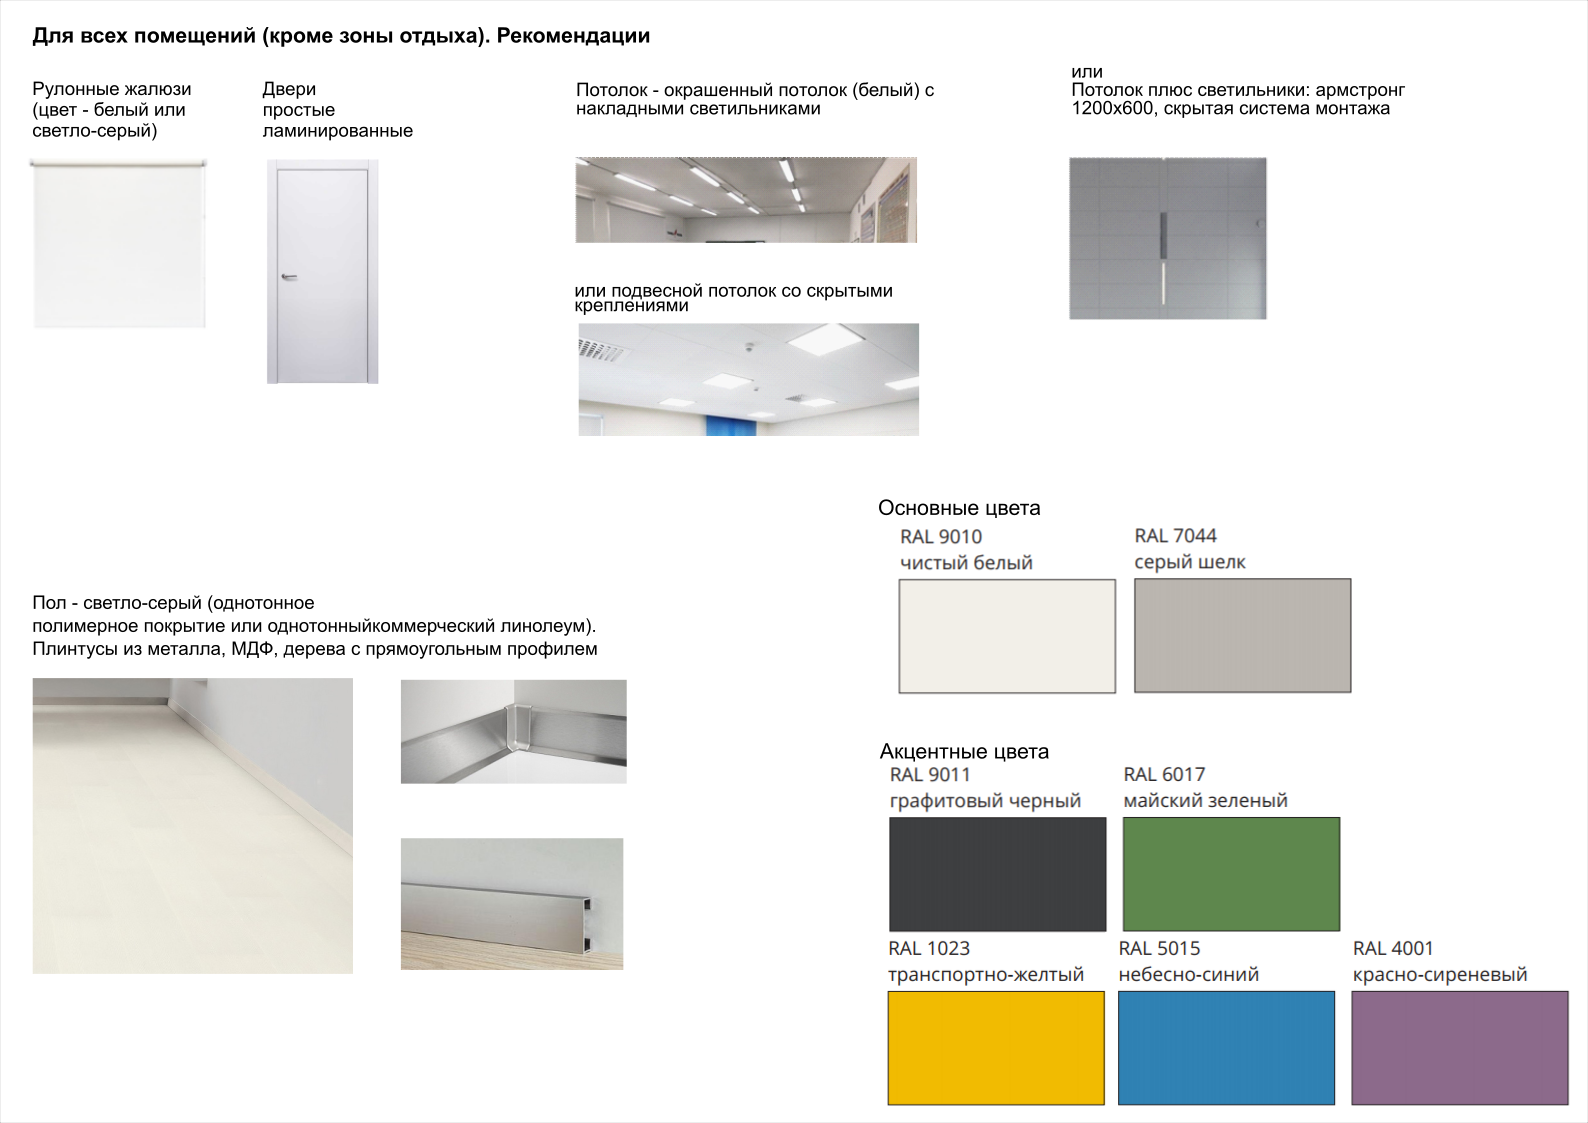 Для всех помещений (кроме зоны отдыха). Рекомендации
Рулонные жалюзи
(цвет - белый или
светло-серый)
Двери
простые
ламинированные
Потолок - окрашенный потолок (белый) с
накладными светильниками
или подвесной потолок со скрытыми
креплениями
или
Потолок плюс светильники: армстронг
1200х600, скрытая система монтажа
Пол - светло-серый (однотонное
полимерное покрытие или однотонныйкоммерческий линолеум).
Плинтусы из металла, МДФ, дерева с прямоугольным профилем
Основные цвета
RAL 9010
чистый белый
RAL 7044
серый шелк
Акцентные цвета
RAL 9011
графитовый черный
RAL 6017
майский зеленый
RAL 1023
транспортно-желтый
RAL 5015
небесно-синий
RAL 4001
красно-сиреневый